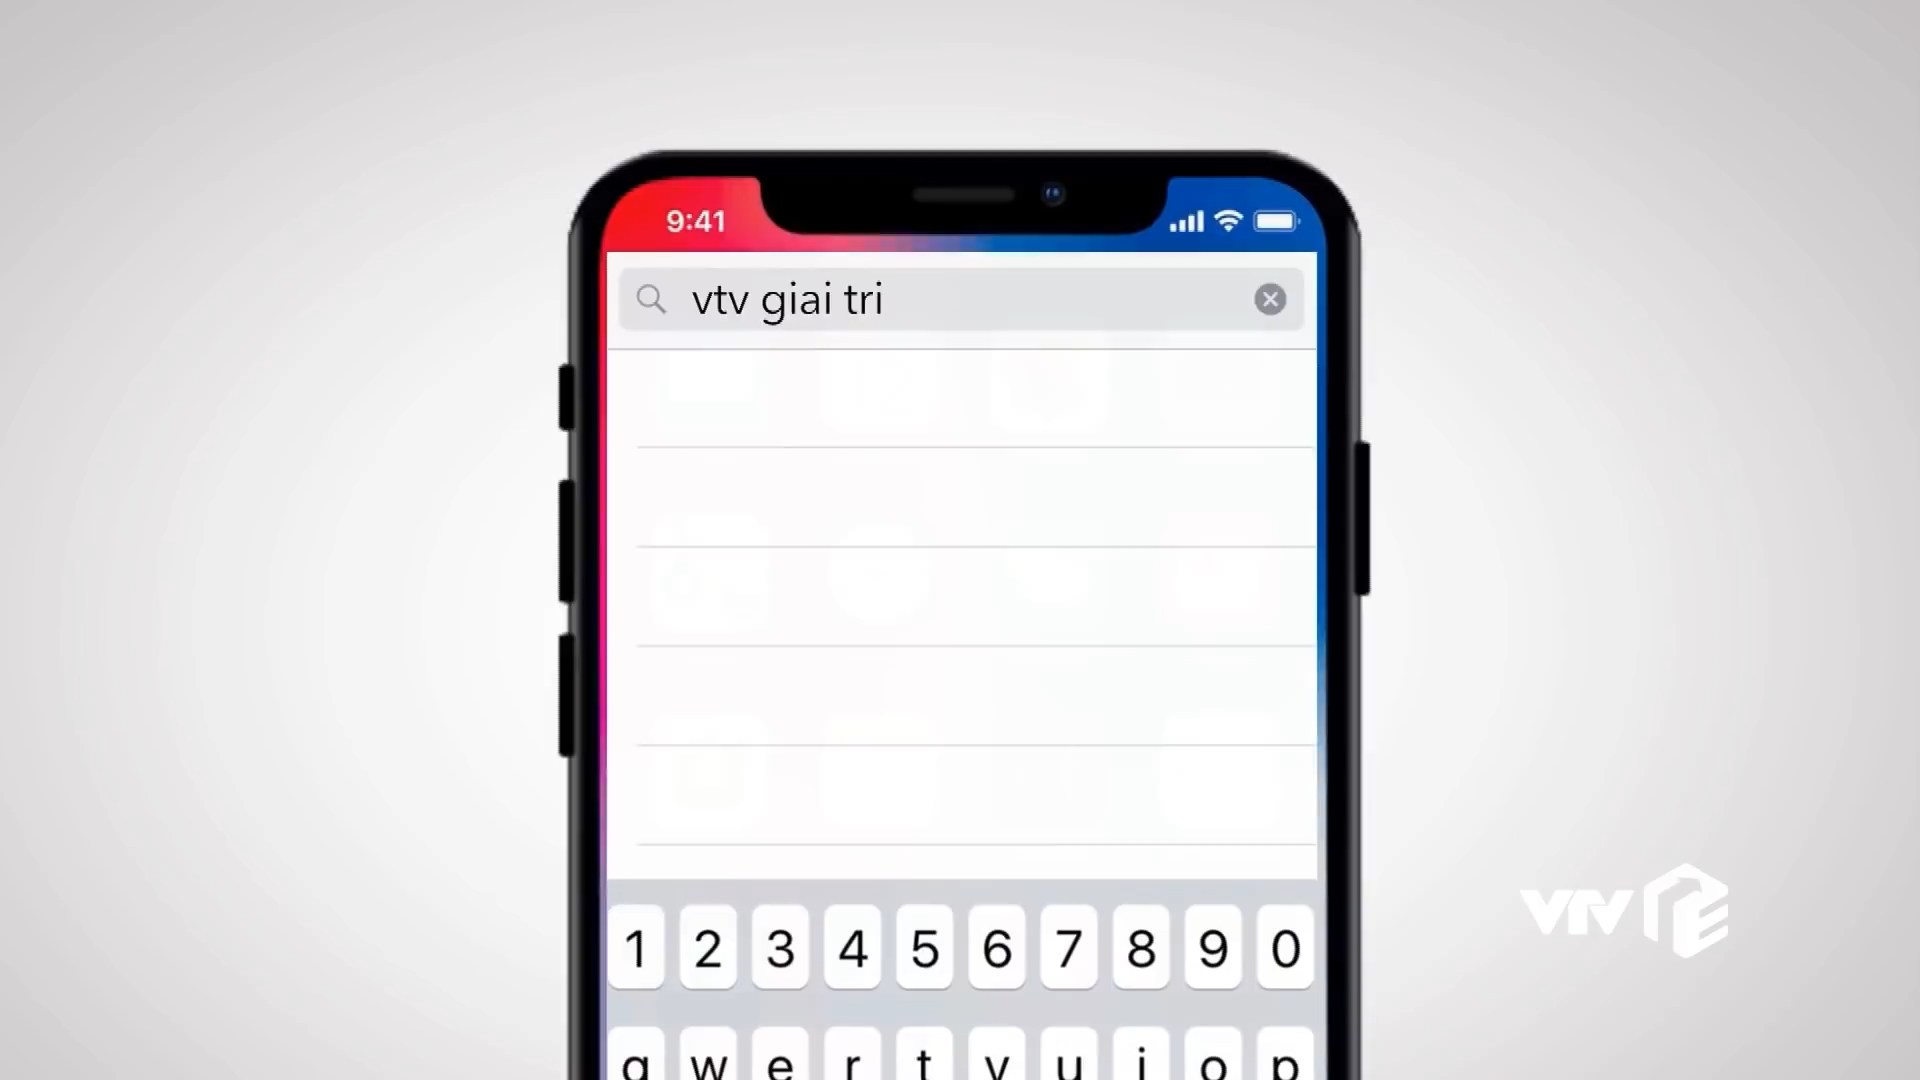 9:41
vtv giai tri
1 2 3 4 5 6 7 8 9 0
q w e r t y u i o p
VTV